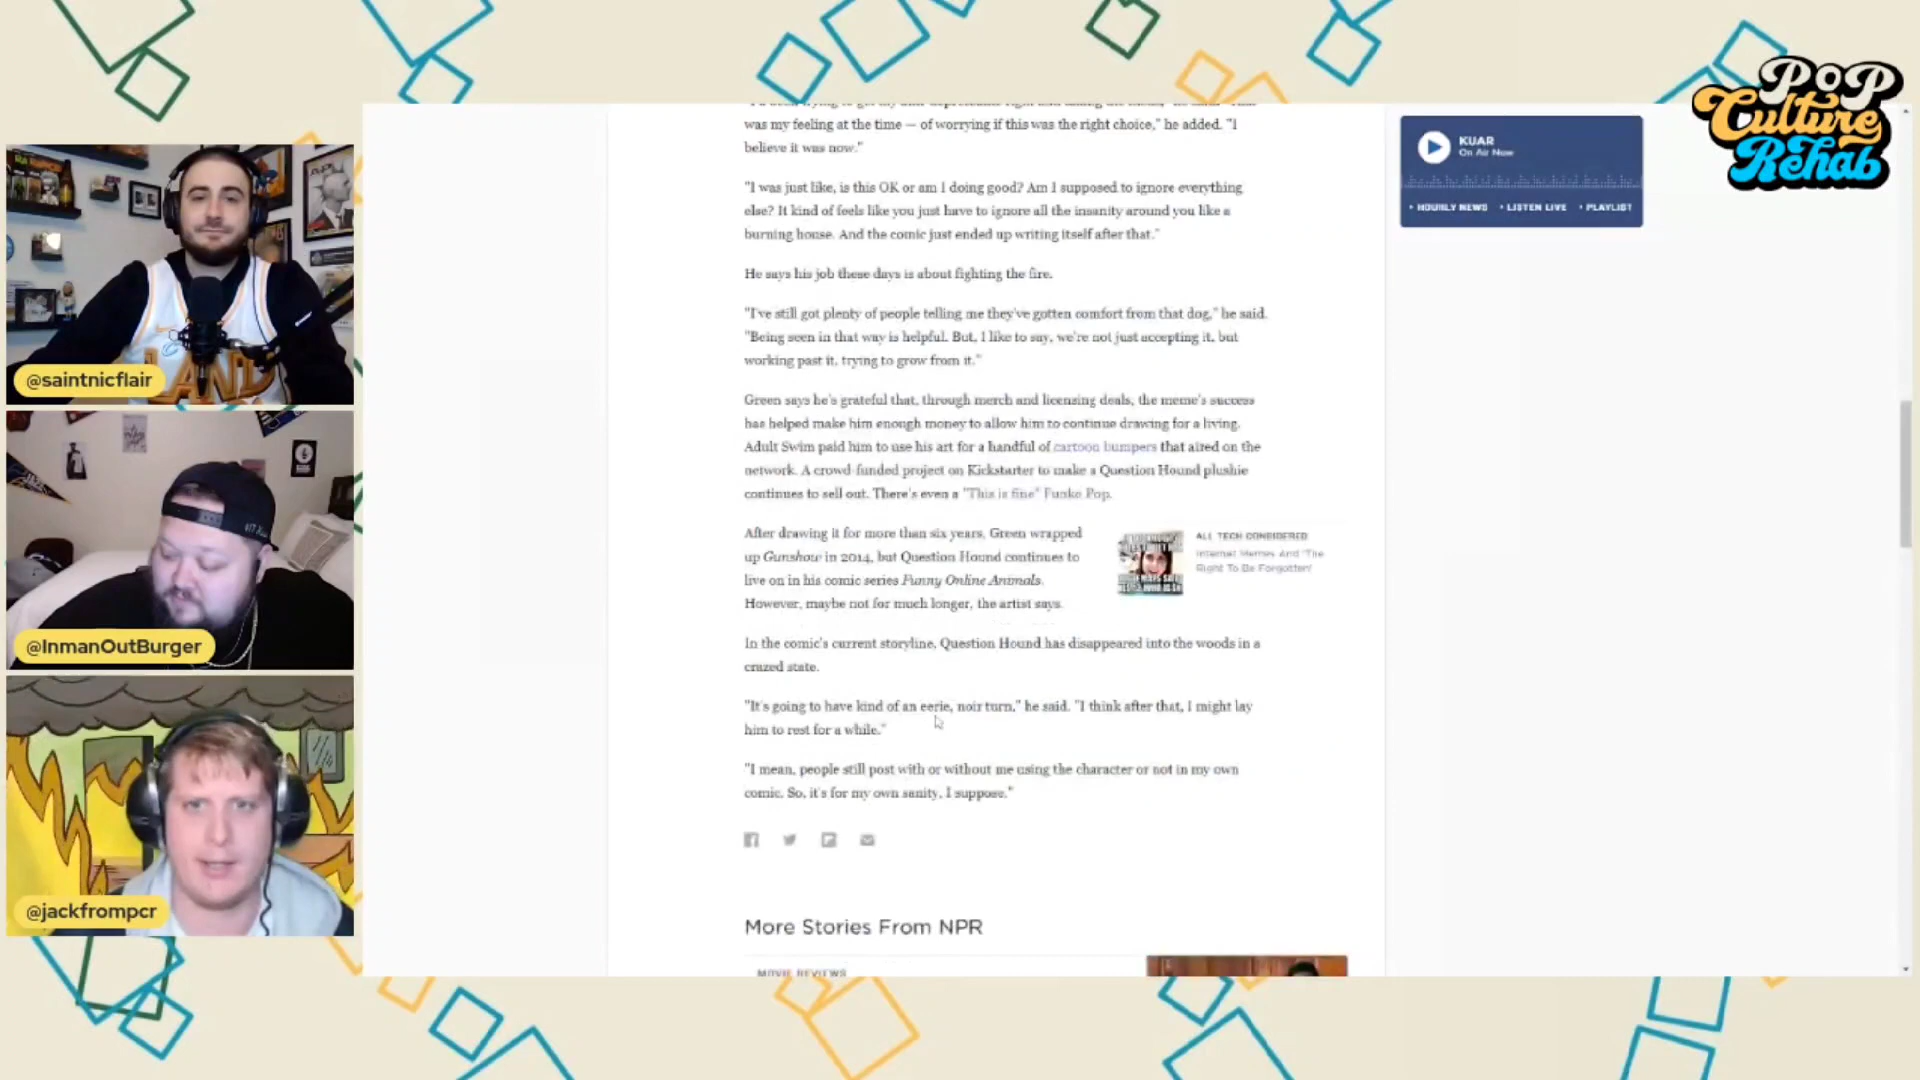 POP
Culture
Rehab
KUAR
On Air Now
HOURLY NEWS
LISTEN LIVE
PLAYLIST
was my feeling at the time — of worrying if this was the right choice," he added. "I
believe it was now."
"I was just like, is this OK or am I doing good? Am I supposed to ignore everything
else? It kind of feels like you just have to ignore all the insanity around you like a
burning house. And the comic just ended up writing itself after that."
He says his job these days is about fighting the fire.
"I've still got plenty of people telling me they've gotten comfort from that dog," he said.
"Being seen in that way is helpful. But, I like to say, we're not just accepting it, but
working past it, trying to grow from it."
Green says he's grateful that, through merch and licensing deals, the meme's success
has helped make him enough money to allow him to continue drawing for a living.
Adult Swim paid him to use his art for a handful of cartoon bumpers that aired on the
network. A crowd-funded project on Kickstarter to make a Question Hound plushie
continues to sell out. There's even a "This is fine" Funko Pop.
After drawing it for more than six years, Green wrapped
up Gunshow in 2014, but Question Hound continues to
live on in his comic series Funny Online Animals.
However, maybe not for much longer, the artist says.
ALL TECH CONSIDERED
Internet Memes And 'The
Right To Be Forgotten'
In the comic's current storyline, Question Hound has disappeared into the woods in a
crazed state.
"It's going to have kind of an eerie, noir turn," he said. "I think after that, I might lay
him to rest for a while."
"I mean, people still post with or without me using the character or not in my own
comic. So, it's for my own sanity, I suppose."
More Stories From NPR
MOVIE REVIEWS
@saintnicflair
LAND
@InmanOutBurger
@jackfrompcr